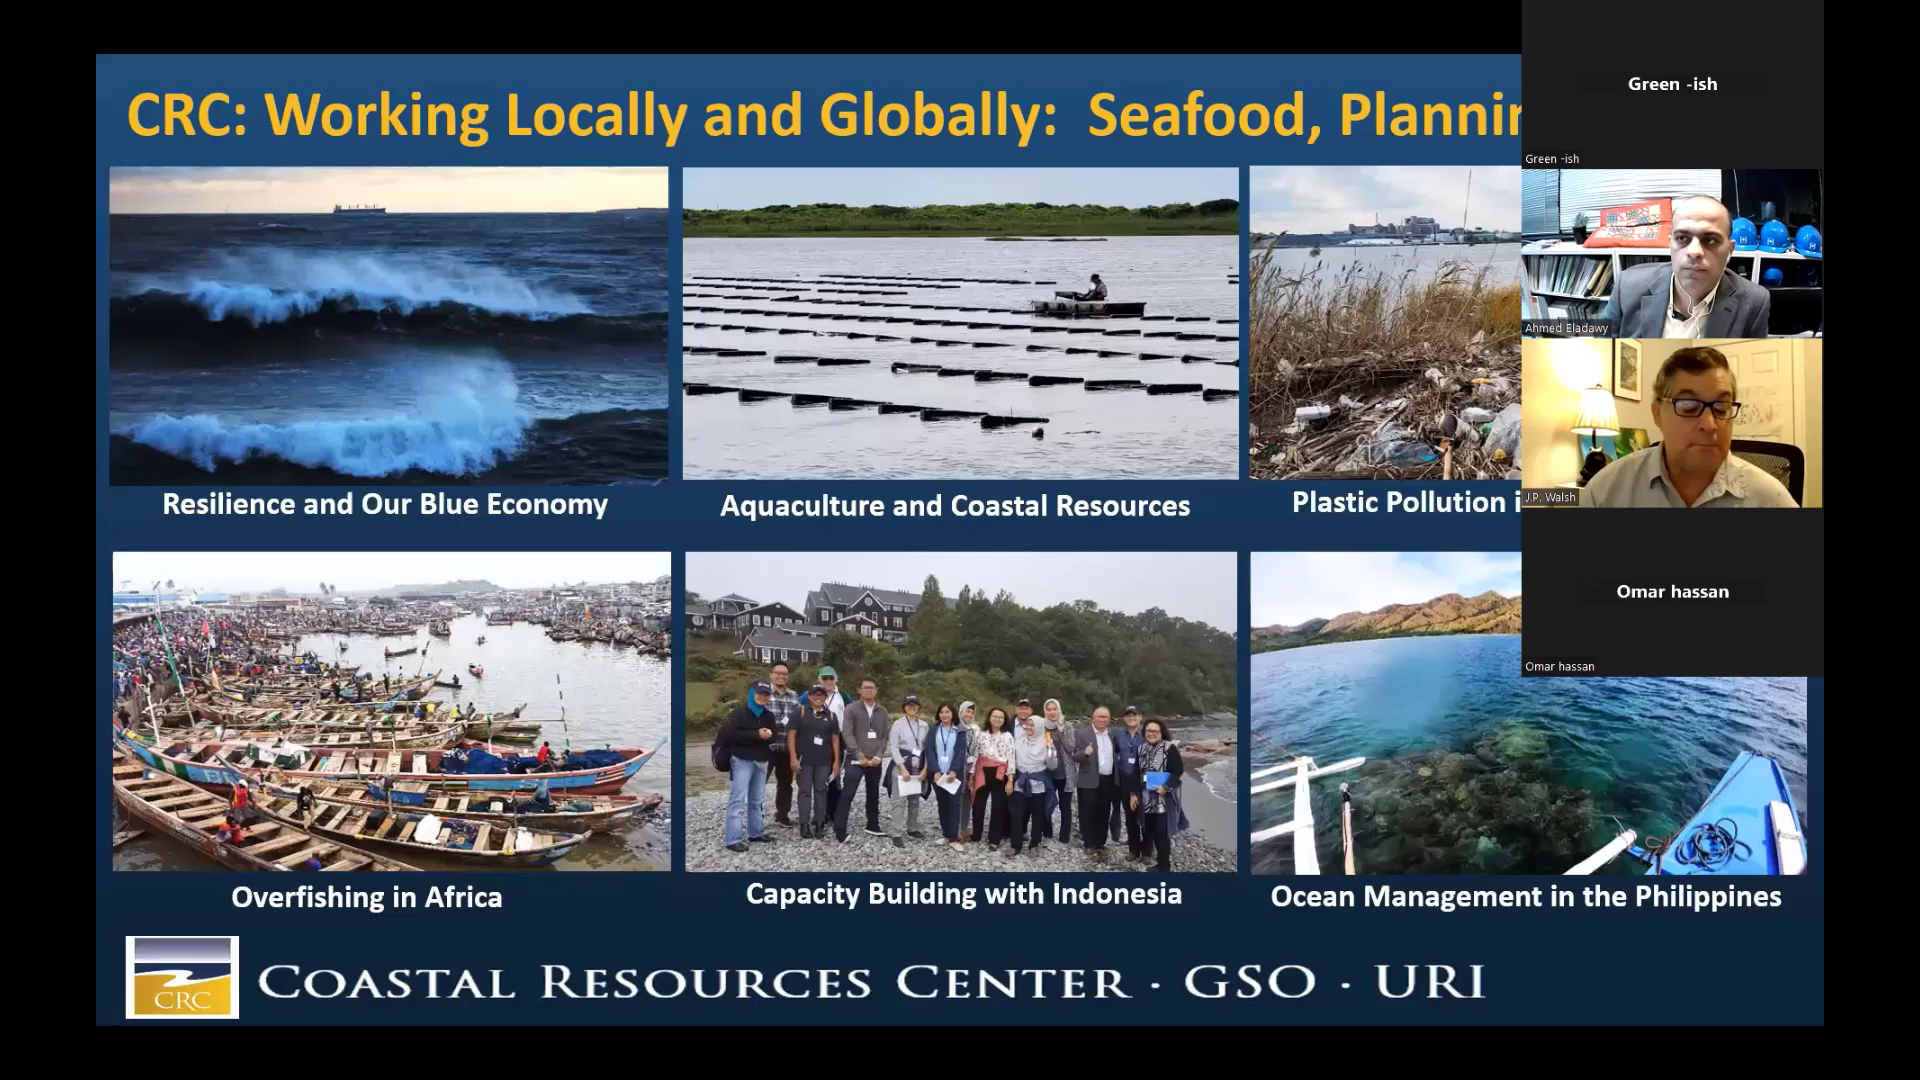 CRC: Working Locally and Globally: Seafood, Plannin
Green -ish
Green -ish
Ahmed Eladawy
J.P. Walsh
Omar hassan
Omar hassan
Resilience and Our Blue Economy
Aquaculture and Coastal Resources
Plastic Pollution i
Overfishing in Africa
Capacity Building with Indonesia
Ocean Management in the Philippines
CRC
COASTAL RESOURCES CENTER · GSO · URI